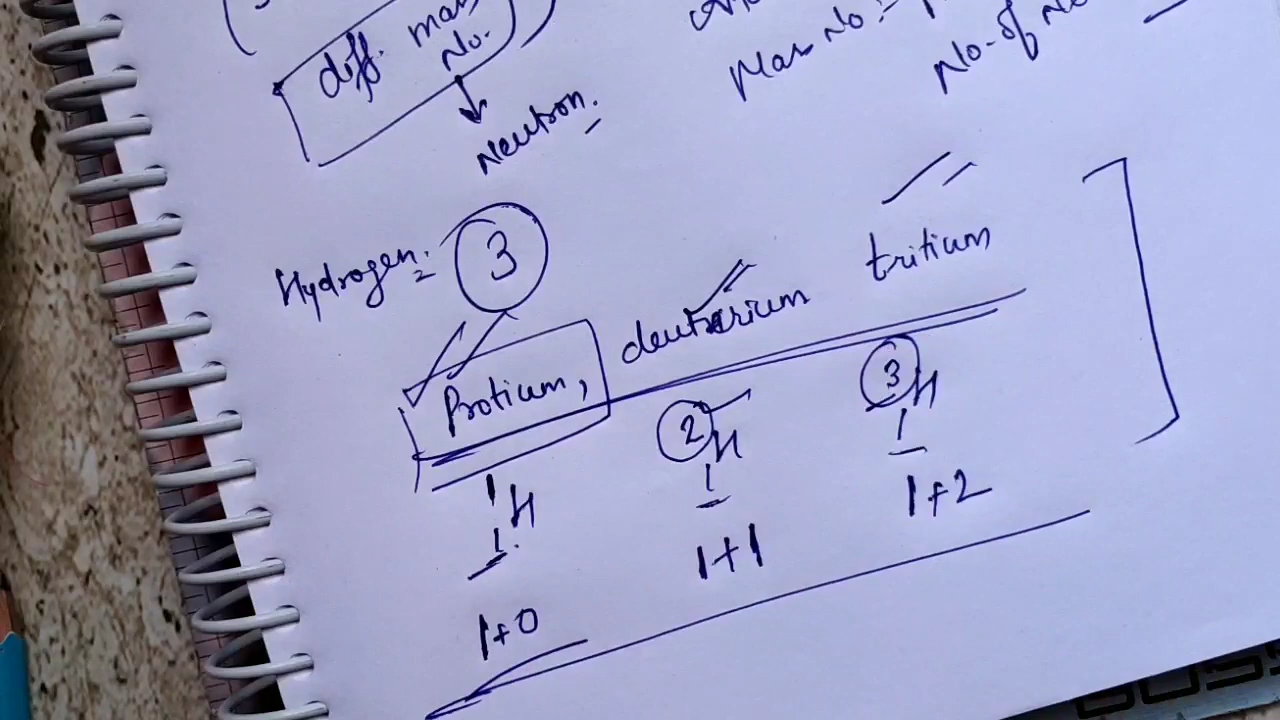 diff. mass
No.
Neutron.
Mass No:-
No. of
Hydrogen: 3
Protium, deuterium tritium
1 H 1
2 H 1
3 H 1
1+0
1+1
1+2